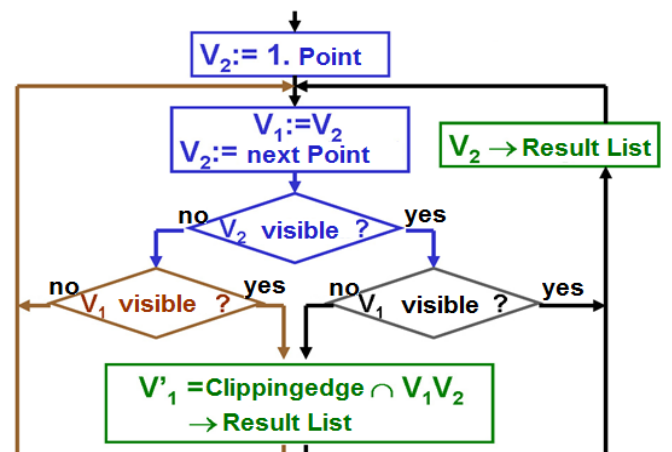 V₂:= 1. Point
V₁:=V₂
V₂:= next Point
V₂ → Result List
no
yes
V₂ visible ?
no
yes
no
yes
V₁ visible ?
V₁ visible ?
V'₁ =Clippingedge ∩ V₁V₂
→ Result List